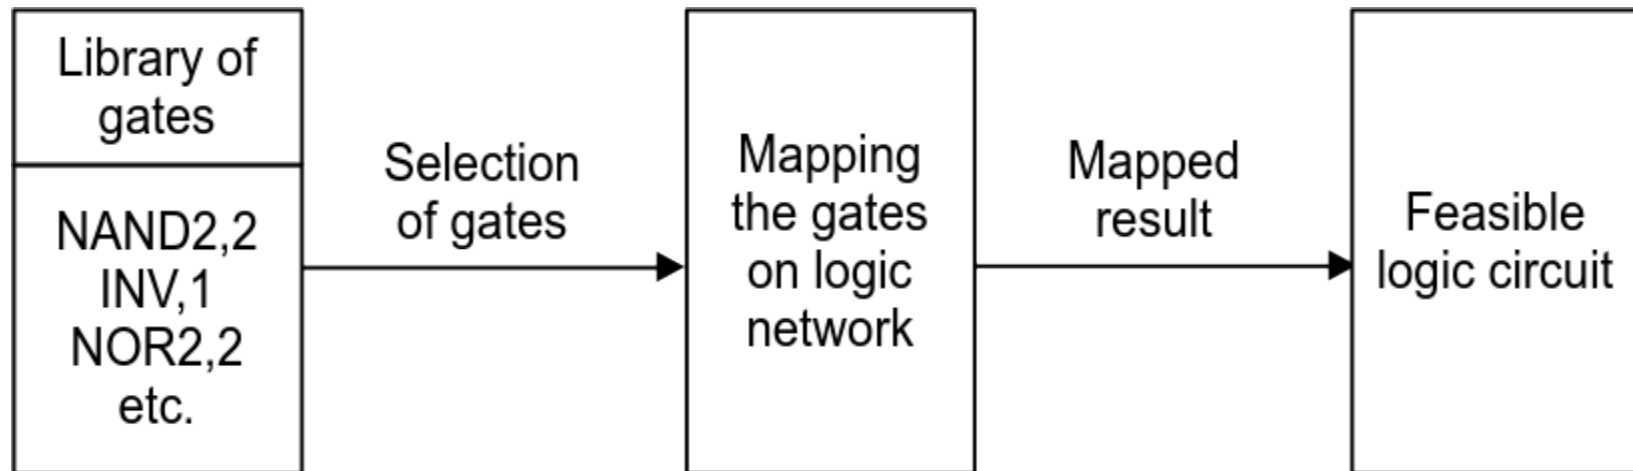 Library of
gates
NAND2,2
INV,1
NOR2,2
etc.
Selection
of gates
Mapping
the gates
on logic
network
Mapped
result
Feasible
logic circuit